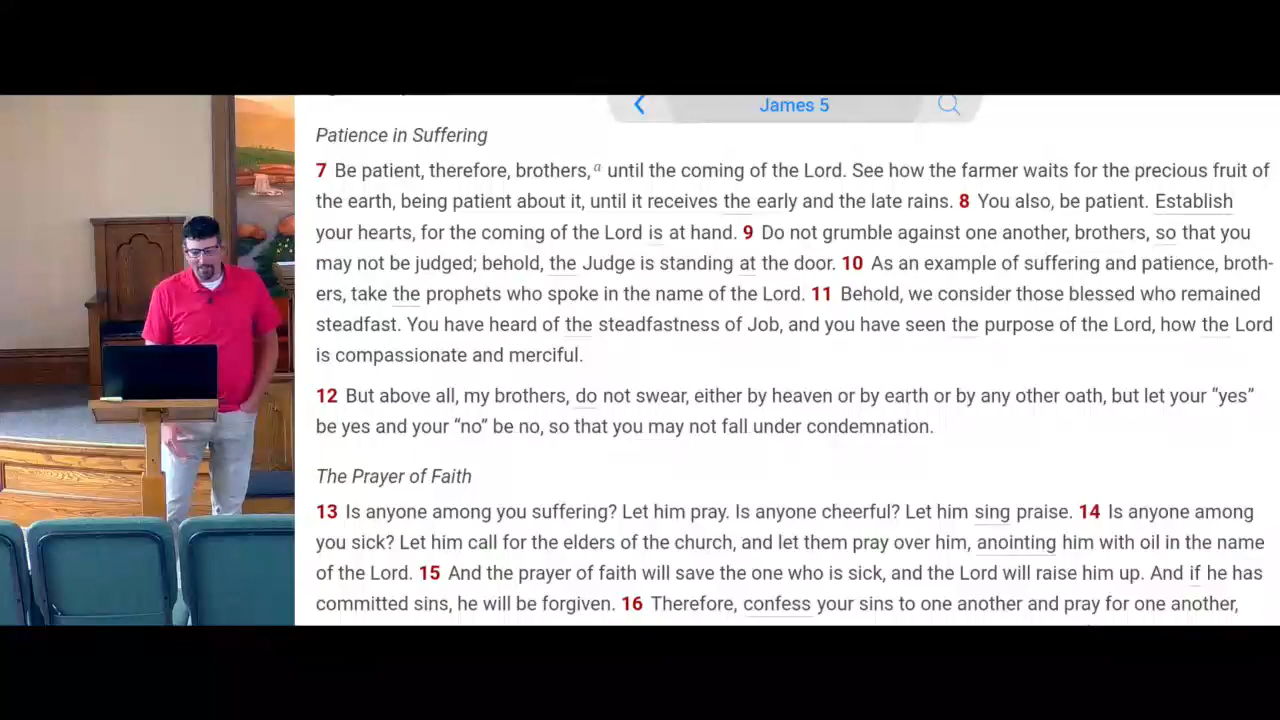 James 5
Patience in Suffering
7 Be patient, therefore, brothers,ᵃ until the coming of the Lord. See how the farmer waits for the precious fruit of
the earth, being patient about it, until it receives the early and the late rains. 8 You also, be patient. Establish
your hearts, for the coming of the Lord is at hand. 9 Do not grumble against one another, brothers, so that you
may not be judged; behold, the Judge is standing at the door. 10 As an example of suffering and patience, broth-
ers, take the prophets who spoke in the name of the Lord. 11 Behold, we consider those blessed who remained
steadfast. You have heard of the steadfastness of Job, and you have seen the purpose of the Lord, how the Lord
is compassionate and merciful.
12 But above all, my brothers, do not swear, either by heaven or by earth or by any other oath, but let your “yes”
be yes and your “no” be no, so that you may not fall under condemnation.
The Prayer of Faith
13 Is anyone among you suffering? Let him pray. Is anyone cheerful? Let him sing praise. 14 Is anyone among
you sick? Let him call for the elders of the church, and let them pray over him, anointing him with oil in the name
of the Lord. 15 And the prayer of faith will save the one who is sick, and the Lord will raise him up. And if he has
committed sins, he will be forgiven. 16 Therefore, confess your sins to one another and pray for one another,